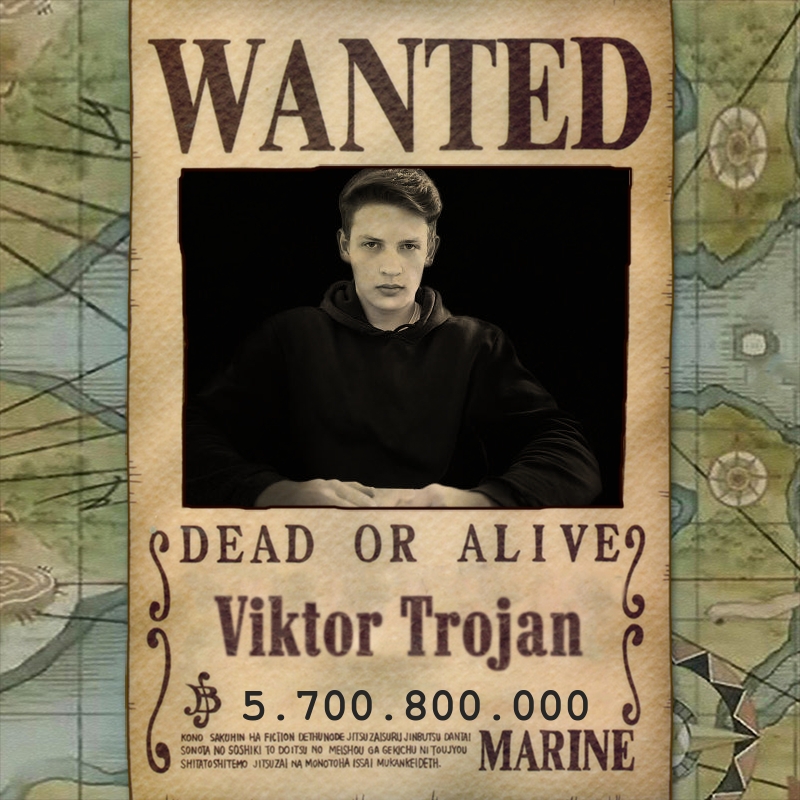 WANTED
DEAD OR ALIVE
Viktor Trojan
5.700.800.000
KONO SAKUHIN HA FICTION DETHUNODE JITSUZAISURU JINBUTSU DANTAI
SONOTA NO SOSHIKI TO DOITSU NO MEISHOU GA GEKICHU NI TOUJYOU
SHITATOSHITEMO JITSUZAI NA MONOTOHA ISSAI MUKANKEIDETH.
MARINE